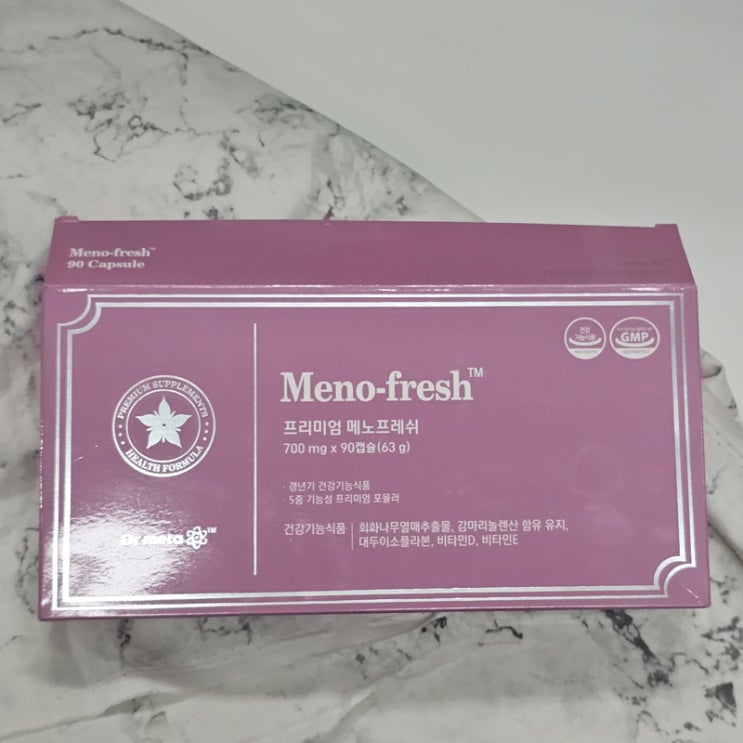 Meno-fresh™
90 Capsule
PREMIUM SUPPLEMENTS
HEALTH FORMULA
Dr.meta™
건강
기능식품
GMP
Meno-fresh™
프리미엄 메노프레쉬
700 mg x 90캡슐(63 g)
· 갱년기 건강기능식품
· 5중 기능성 프리미엄 포뮬러
건강기능식품 회화나무열매추출물, 감마리놀렌산 함유 유지,
대두이소플라본, 비타민D, 비타민E